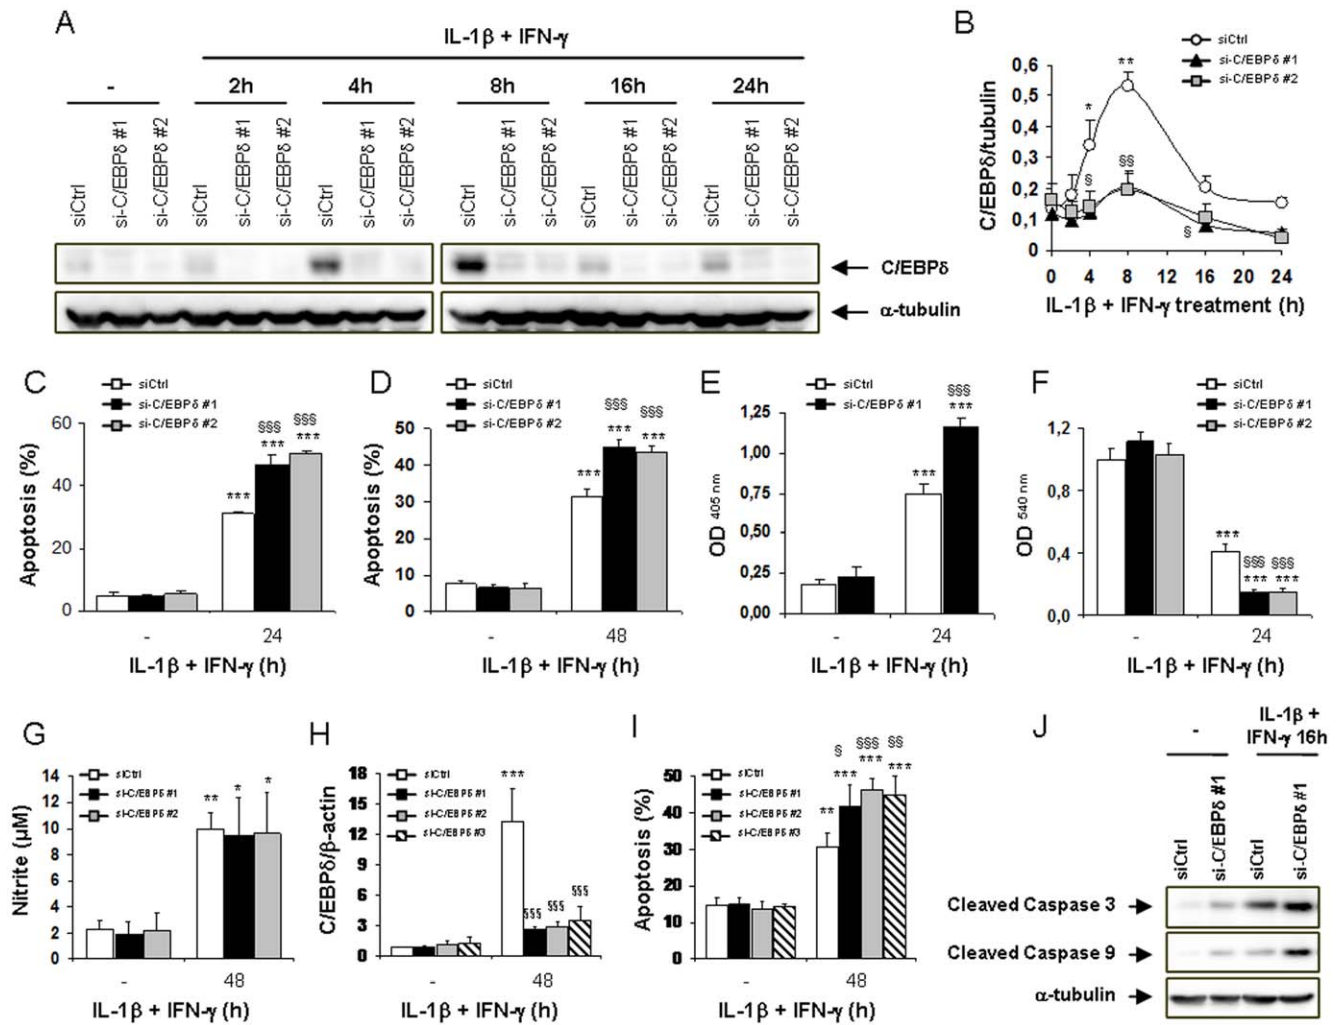 A
IL-1β + IFN-γ
-
2h
4h
8h
16h
24h
siCtrl
si-C/EBPδ #1
si-C/EBPδ #2
siCtrl
si-C/EBPδ #1
si-C/EBPδ #2
siCtrl
si-C/EBPδ #1
si-C/EBPδ #2
siCtrl
si-C/EBPδ #1
si-C/EBPδ #2
siCtrl
si-C/EBPδ #1
si-C/EBPδ #2
siCtrl
si-C/EBPδ #1
si-C/EBPδ #2
C/EBPδ
α-tubulin
B
siCtrl
si-C/EBPδ #1
si-C/EBPδ #2
C/EBPδ/tubulin
0,6
0,5
0,4
0,3
0,2
0,1
0
**
*
§§
§
§
0 4 8 12 16 20 24
IL-1β + IFN-γ treatment (h)
C
siCtrl
si-C/EBPδ #1
si-C/EBPδ #2
Apoptosis (%)
60
40
20
0
§§§ §§§
*** *** ***
- 24
IL-1β + IFN-γ (h)
D
siCtrl
si-C/EBPδ #1
si-C/EBPδ #2
Apoptosis (%)
50
40
30
20
10
0
§§§ §§§
*** *** ***
- 48
IL-1β + IFN-γ (h)
E
siCtrl
si-C/EBPδ #1
OD 405 nm
1,25
1,00
0,75
0,50
0,25
0,00
§§§
*** ***
- 24
IL-1β + IFN-γ (h)
F
siCtrl
si-C/EBPδ #1
si-C/EBPδ #2
OD 540 nm
1,2
0,8
0,4
0,0
***
§§§ §§§
*** ***
- 24
IL-1β + IFN-γ (h)
G
siCtrl
si-C/EBPδ #1
si-C/EBPδ #2
Nitrite (µM)
14
12
10
8
6
4
2
0
** * *
- 48
IL-1β + IFN-γ (h)
H
siCtrl
si-C/EBPδ #1
si-C/EBPδ #2
si-C/EBPδ #3
C/EBPδ/β-actin
18
15
12
9
6
3
0
***
§§§ §§§ §§§
- 48
IL-1β + IFN-γ (h)
I
siCtrl
si-C/EBPδ #1
si-C/EBPδ #2
si-C/EBPδ #3
Apoptosis (%)
50
40
30
20
10
0
§ §§§ §§
** *** *** ***
- 48
IL-1β + IFN-γ (h)
J
-
IL-1β +
IFN-γ 16h
siCtrl
si-C/EBPδ #1
siCtrl
si-C/EBPδ #1
Cleaved Caspase 3
Cleaved Caspase 9
α-tubulin